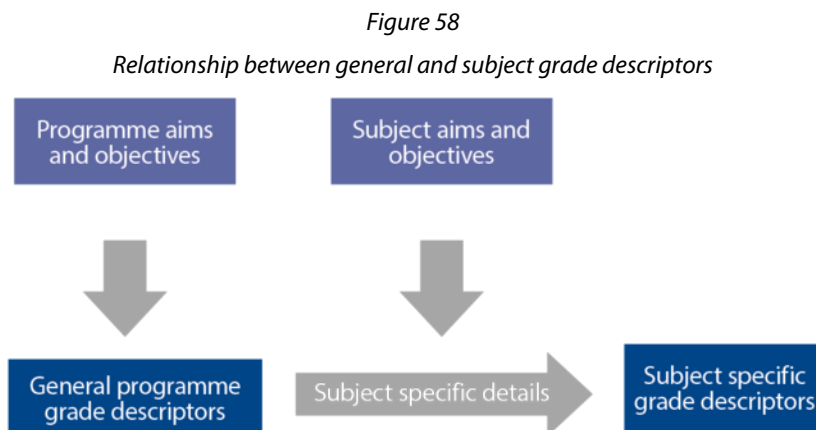 Figure 58
Relationship between general and subject grade descriptors
Programme aims
and objectives
Subject aims and
objectives
General programme
grade descriptors
Subject specific details
Subject specific
grade descriptors